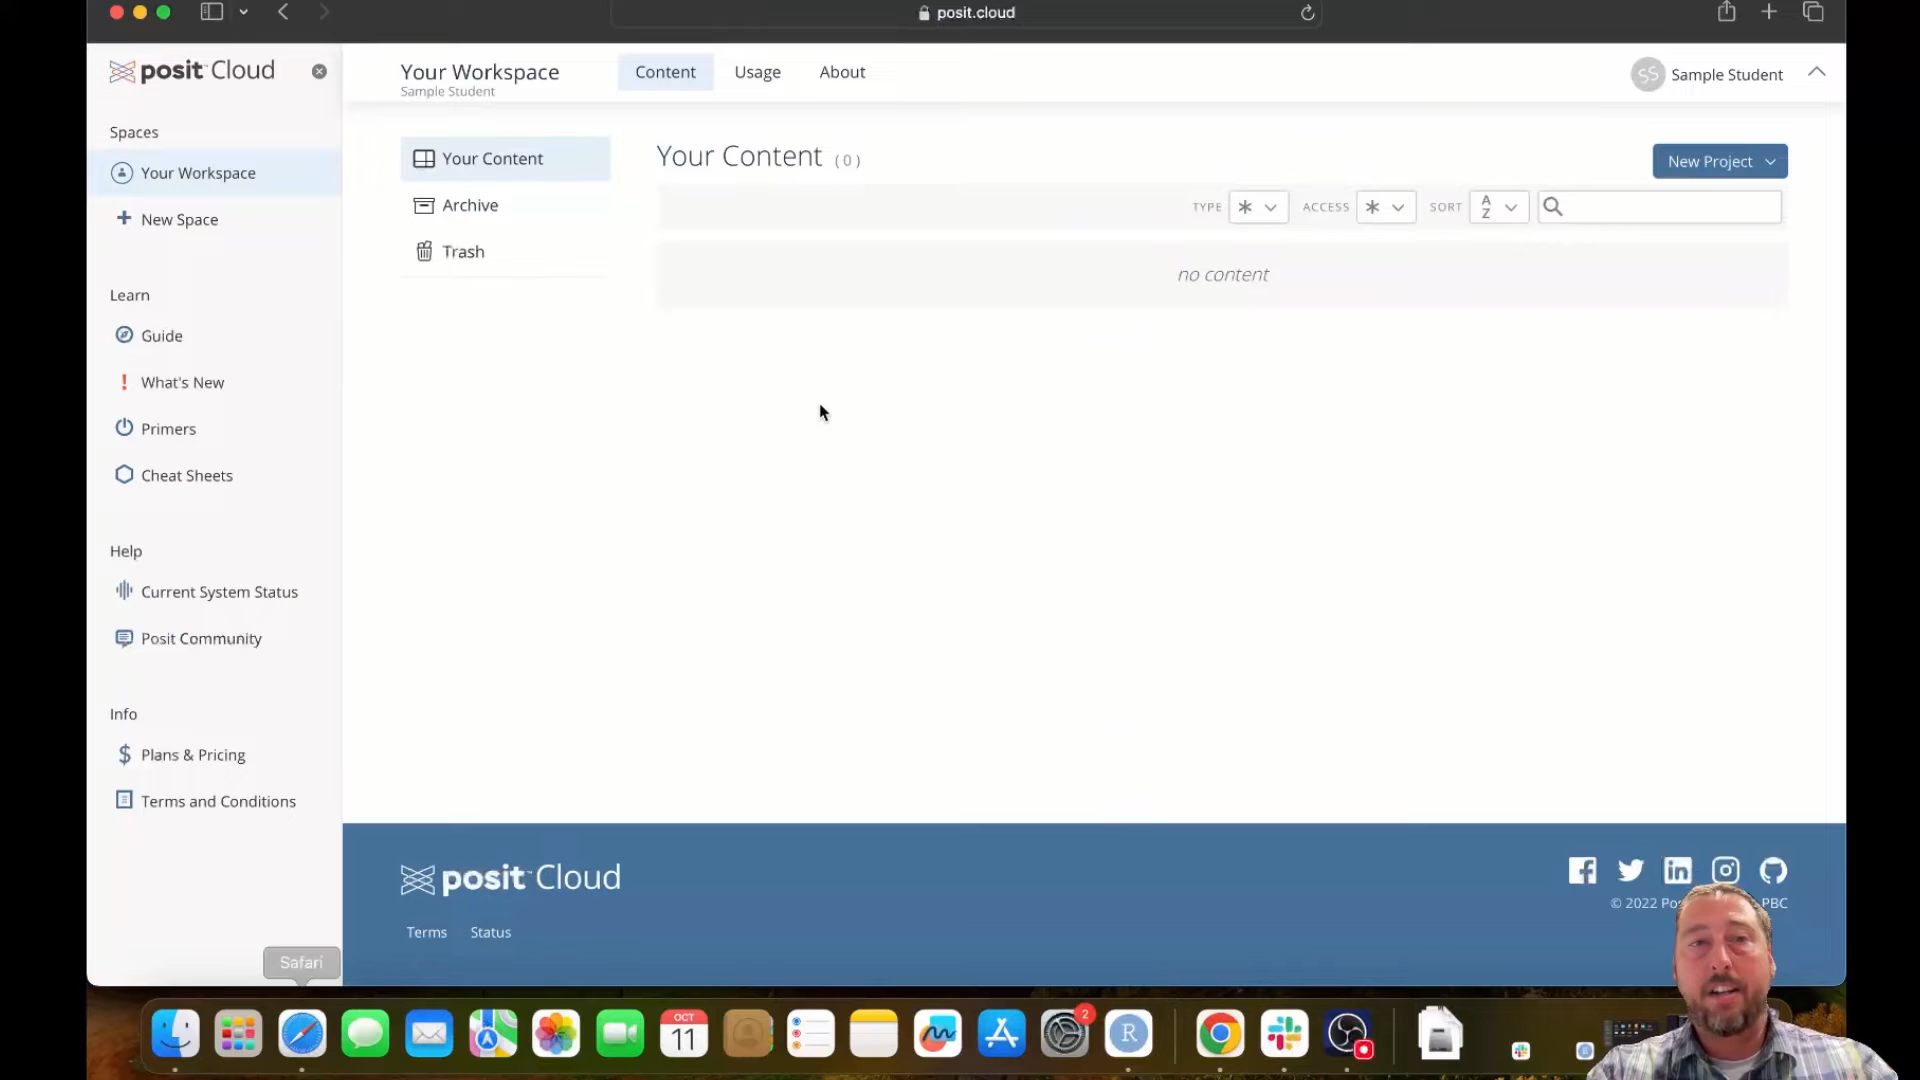 posit.cloud
posit Cloud
Spaces
Your Workspace
New Space
Learn
Guide
What's New
Primers
Cheat Sheets
Help
Current System Status
Posit Community
Info
Plans & Pricing
Terms and Conditions
Your Workspace
Sample Student
Content
Usage
About
SS
Sample Student
Your Content
Archive
Trash
Your Content (0)
New Project
TYPE
ACCESS
SORT
A
Z
no content
posit Cloud
Terms
Status
© 2022
PBC
Safari
OCT
11
2
R